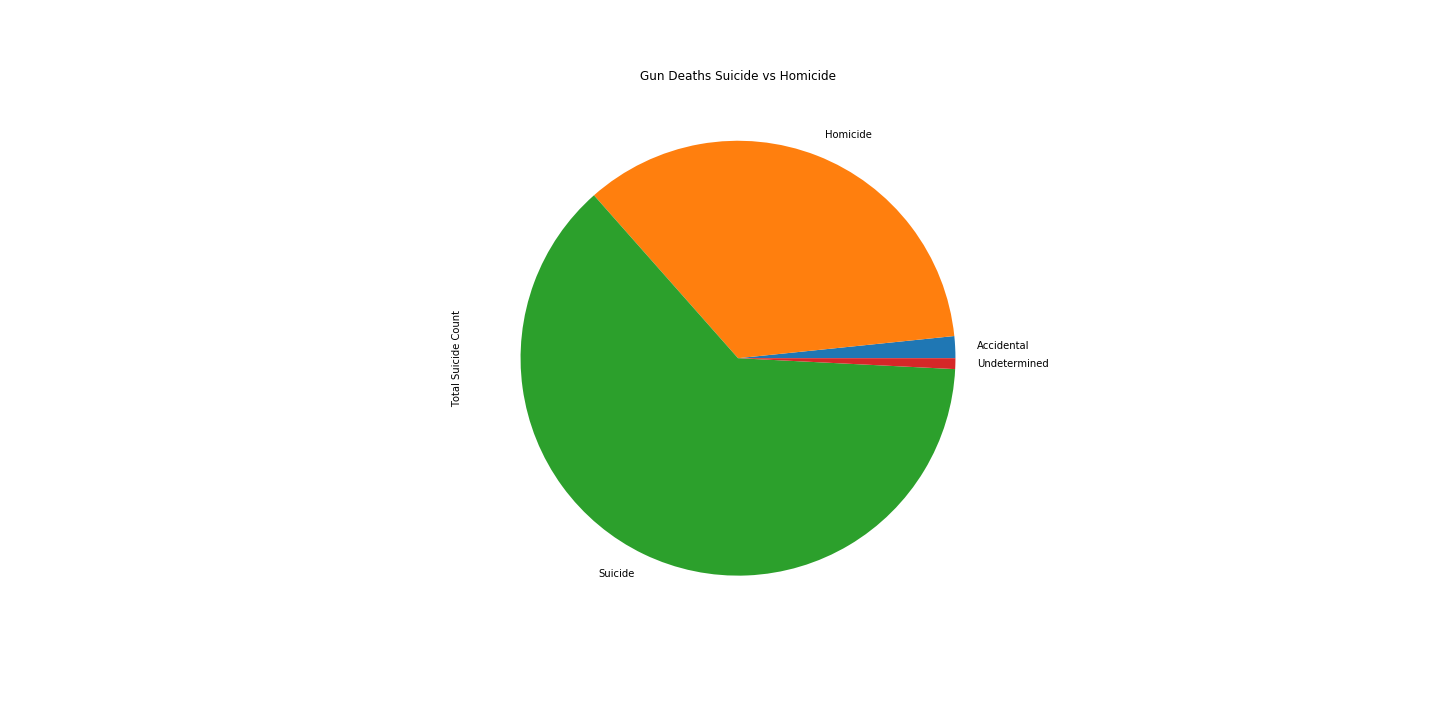 Gun Deaths Suicide vs Homicide
Homicide
Accidental
Undetermined
Total Suicide Count
Suicide